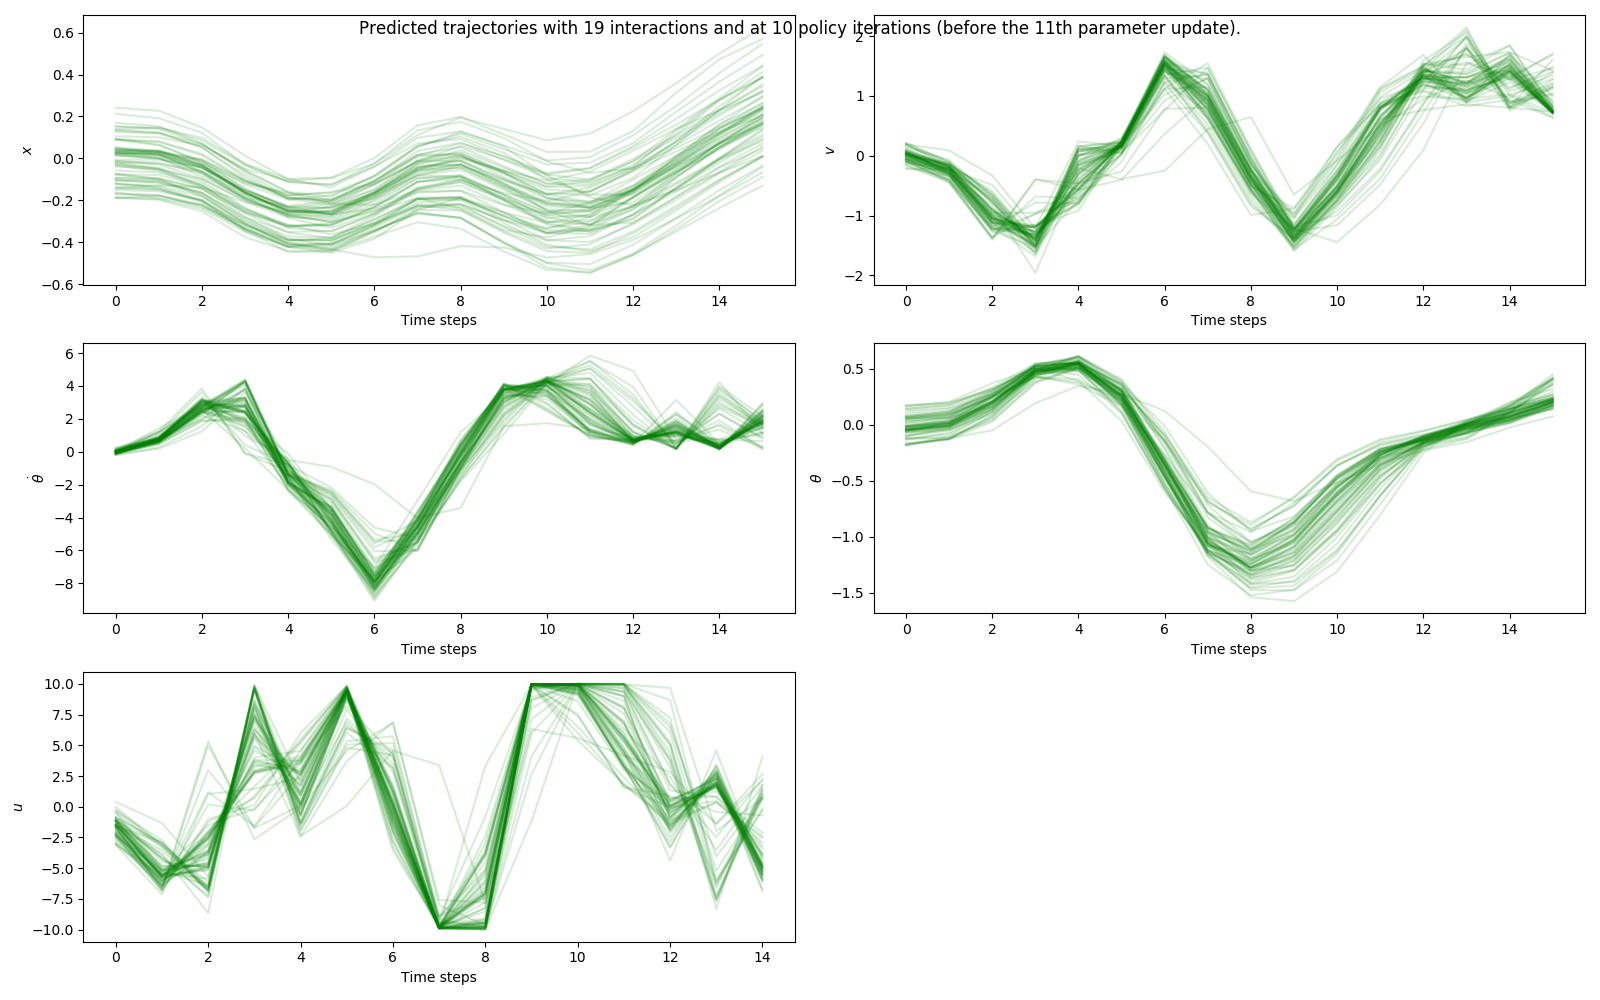 Predicted trajectories with 19 interactions and at 10 policy iterations (before the 11th parameter update).
0.6
0.4
0.2
0.0
−0.2
−0.4
−0.6
x
0 2 4 6 8 10 12 14
Time steps
2
1
0
−1
−2
v
0 2 4 6 8 10 12 14
Time steps
6
4
2
0
−2
−4
−6
−8
θ̇
0 2 4 6 8 10 12 14
Time steps
0.5
0.0
−0.5
−1.0
−1.5
θ
0 2 4 6 8 10 12 14
Time steps
10.0
7.5
5.0
2.5
0.0
−2.5
−5.0
−7.5
−10.0
u
0 2 4 6 8 10 12 14
Time steps